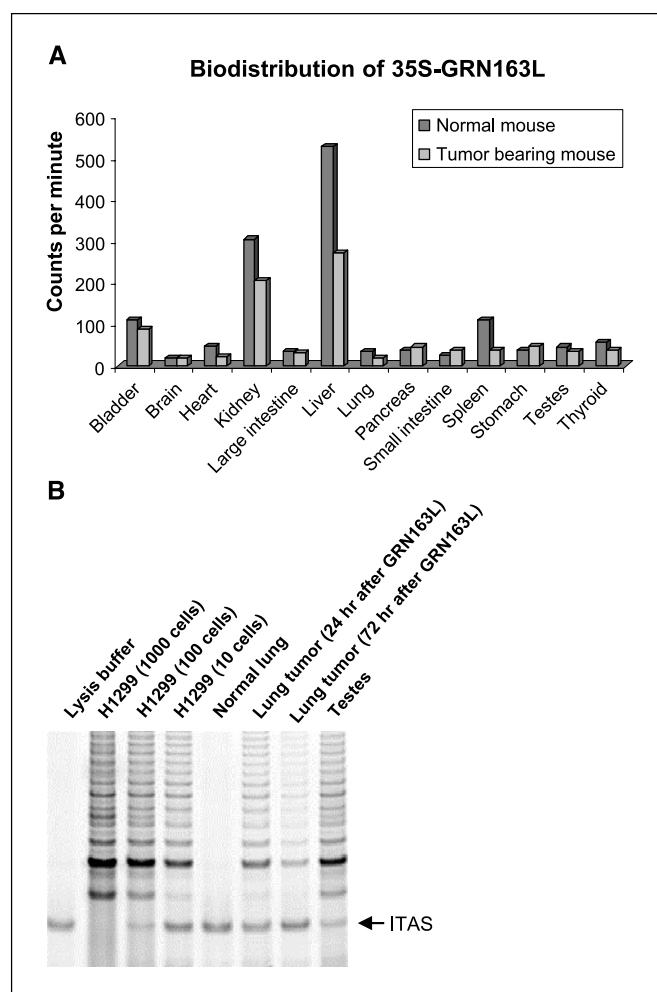 A
Biodistribution of 35S-GRN163L
Counts per minute
600
500
400
300
200
100
0
Normal mouse
Tumor bearing mouse
Bladder
Brain
Heart
Kidney
Large intestine
Liver
Lung
Pancreas
Small intestine
Spleen
Stomach
Testes
Thyroid
B
Lysis buffer
H1299 (1000 cells)
H1299 (100 cells)
H1299 (10 cells)
Normal lung
Lung tumor (24 hr after GRN163L)
Lung tumor (72 hr after GRN163L)
Testes
ITAS